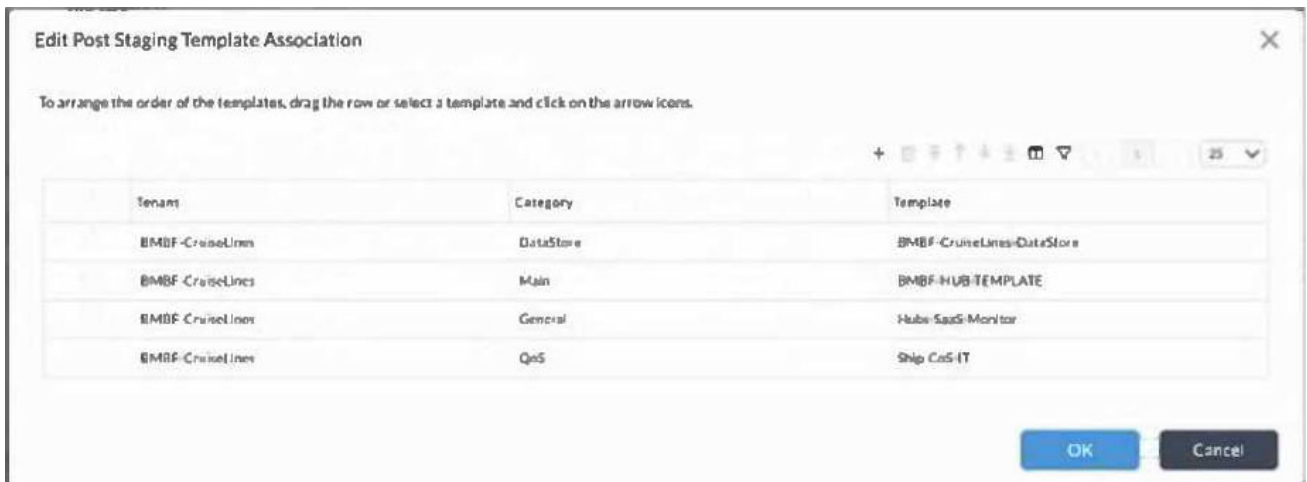 Edit Post Staging Template Association
To arrange the order of the templates, drag the row or select a template and click on the arrow icons.
25
Tenant Category Template
BMBF-CruiseLines DataStore BMBF-CruiseLines-DataStore
BMBF-CruiseLines Main BMBF-HUB-TEMPLATE
BMBF-CruiseLines General Hubs-SaaS-Monitor
BMBF-CruiseLines QoS Ship CoS-IT
OK Cancel